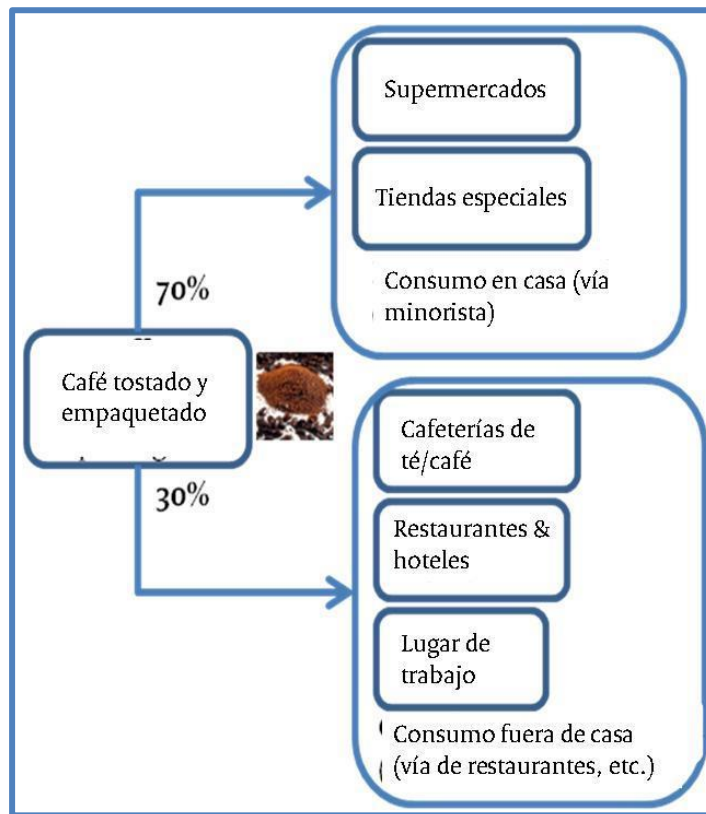 Supermercados
Tiendas especiales
Consumo en casa (vía
minorista)
70%
Café tostado y
empaquetado
30%
Cafeterías de
té/café
Restaurantes &
hoteles
Lugar de
trabajo
Consumo fuera de casa
(vía de restaurantes, etc.)